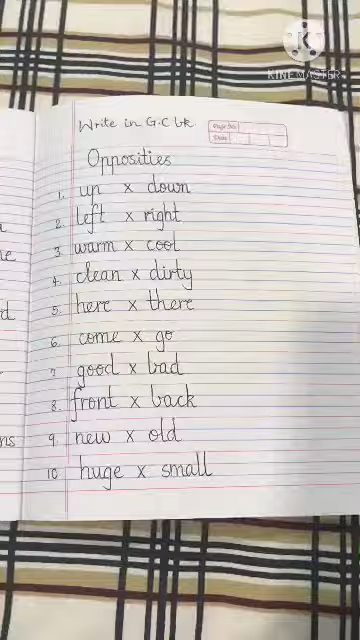 KINEMASTER
Write in G.C bk
Page No.
Date
Opposities
1. up x down
2. left x right
3. warm x cool
4. clean x dirty
5. here x there
6. come x go
7. good x bad
8. front x back
9. new x old
10 huge x small
ns